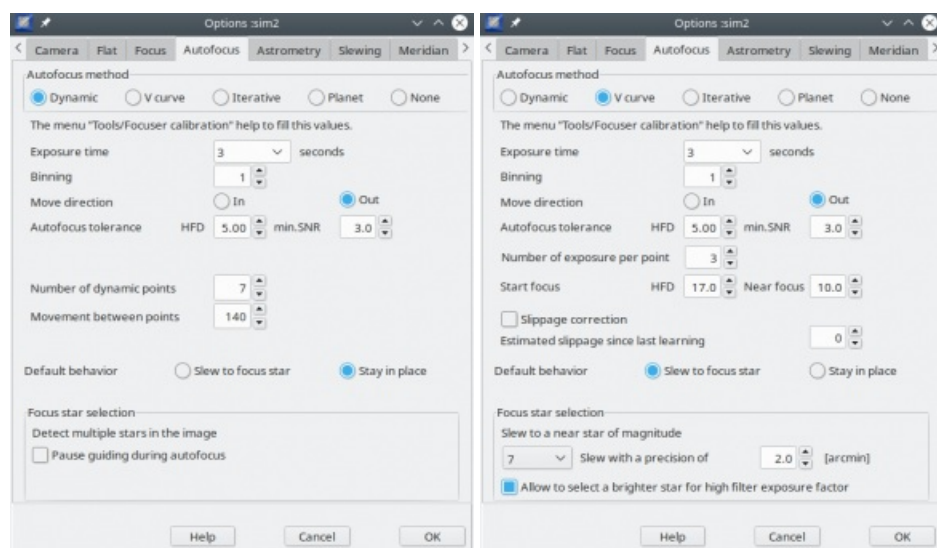 Options :sim2
Camera Flat Focus Autofocus Astrometry Slewing Meridian
Autofocus method
Dynamic V curve Iterative Planet None
The menu "Tools/Focuser calibration" help to fill this values.
Exposure time 3 seconds
Binning 1
Move direction In Out
Autofocus tolerance HFD 5.00 min.SNR 3.0
Number of dynamic points 7
Movement between points 140
Default behavior Slew to focus star Stay in place
Focus star selection
Detect multiple stars in the image
Pause guiding during autofocus
Help Cancel OK
Options :sim2
Camera Flat Focus Autofocus Astrometry Slewing Meridian
Autofocus method
Dynamic V curve Iterative Planet None
The menu "Tools/Focuser calibration" help to fill this values.
Exposure time 3 seconds
Binning 1
Move direction In Out
Autofocus tolerance HFD 5.00 min.SNR 3.0
Number of exposure per point 3
Start focus HFD 17.0 Near focus 10.0
Slippage correction
Estimated slippage since last learning 0
Default behavior Slew to focus star Stay in place
Focus star selection
Slew to a near star of magnitude
7 Slew with a precision of 2.0 [arcmin]
Allow to select a brighter star for high filter exposure factor
Help Cancel OK